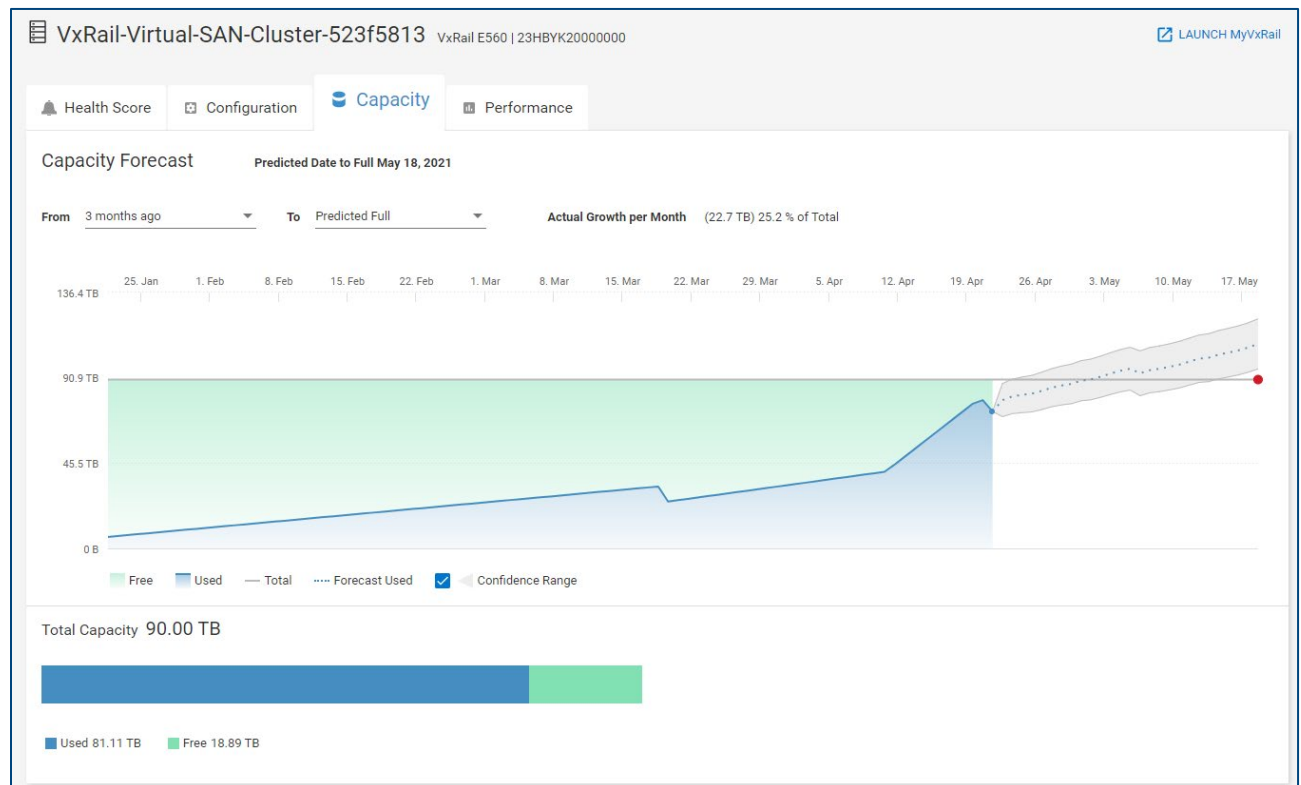 VxRail-Virtual-SAN-Cluster-523f5813 VxRail E560 | 23HBYK20000000
LAUNCH MyVxRail
Health Score Configuration Capacity Performance
Capacity Forecast Predicted Date to Full May 18, 2021
From 3 months ago To Predicted Full Actual Growth per Month (22.7 TB) 25.2 % of Total
25. Jan 1. Feb 8. Feb 15. Feb 22. Feb 1. Mar 8. Mar 15. Mar 22. Mar 29. Mar 5. Apr 12. Apr 19. Apr 26. Apr 3. May 10. May 17. May
136.4 TB
90.9 TB
45.5 TB
0 B
Free Used Total Forecast Used Confidence Range
Total Capacity 90.00 TB
Used 81.11 TB Free 18.89 TB